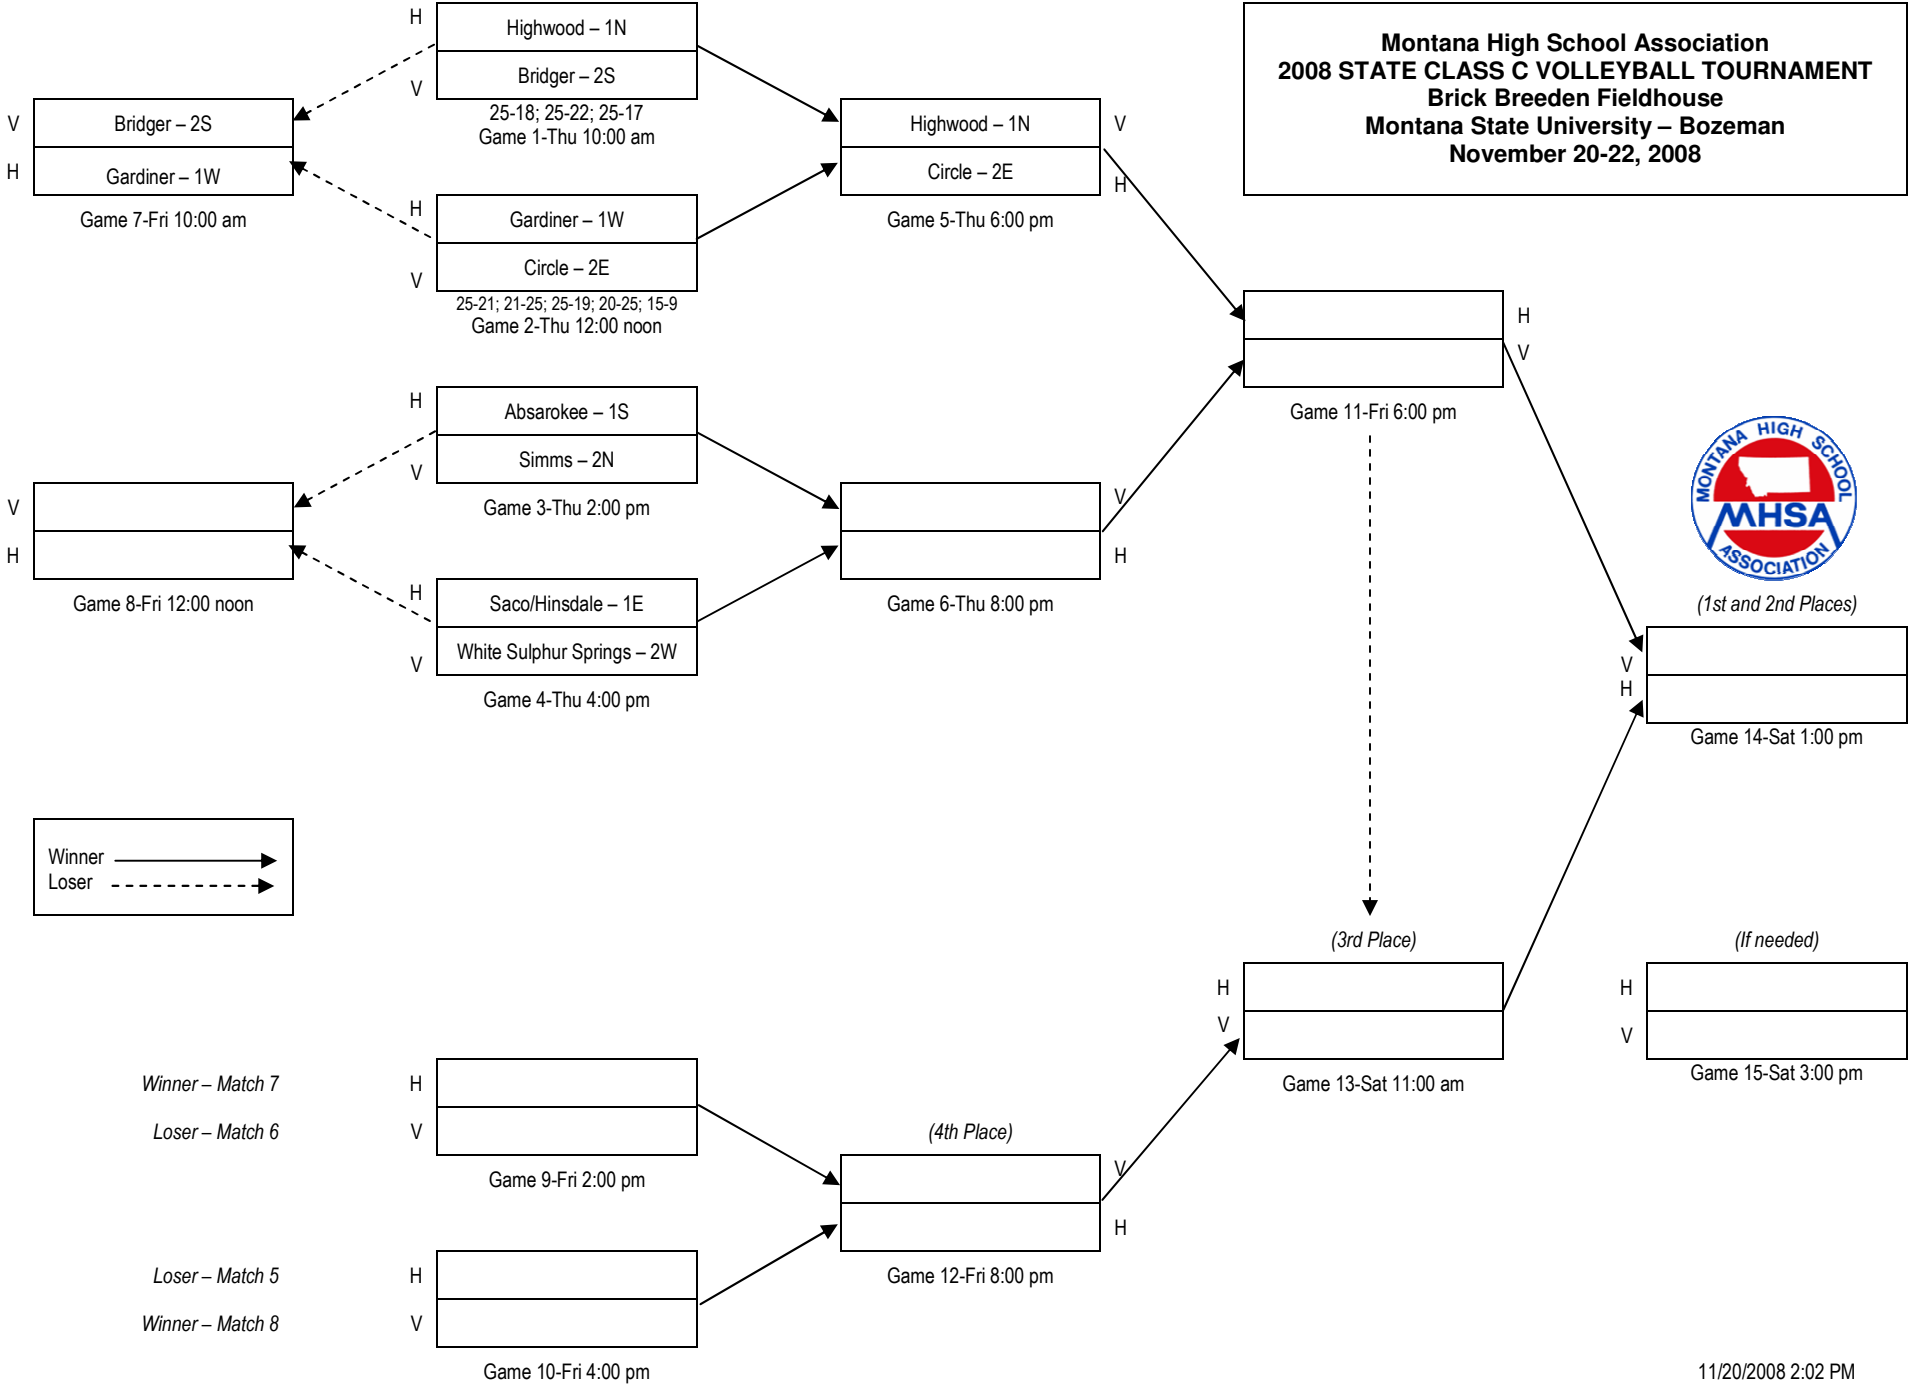 Montana High School Association
2008 STATE CLASS C VOLLEYBALL TOURNAMENT
Brick Breeden Fieldhouse
Montana State University – Bozeman
November 20-22, 2008
H
Highwood – 1N
Bridger – 2S
V
25-18; 25-22; 25-17
Game 1-Thu 10:00 am
V
Bridger – 2S
H
Gardiner – 1W
Game 7-Fri 10:00 am
H
Gardiner – 1W
Circle – 2E
V
25-21; 21-25; 25-19; 20-25; 15-9
Game 2-Thu 12:00 noon
Highwood – 1N
V
Circle – 2E
H
Game 5-Thu 6:00 pm
H
V
Game 11-Fri 6:00 pm
H
Absarokee – 1S
Simms – 2N
V
Game 3-Thu 2:00 pm
V
H
Game 8-Fri 12:00 noon
H
Saco/Hinsdale – 1E
White Sulphur Springs – 2W
V
Game 4-Thu 4:00 pm
V
H
Game 6-Thu 8:00 pm
MONTANA HIGH SCHOOL
MHSA
ASSOCIATION
(1st and 2nd Places)
V
H
Game 14-Sat 1:00 pm
Winner
Loser
(3rd Place)
H
V
Game 13-Sat 11:00 am
(If needed)
H
V
Game 15-Sat 3:00 pm
Winner – Match 7
H
Loser – Match 6
V
Game 9-Fri 2:00 pm
(4th Place)
V
H
Game 12-Fri 8:00 pm
Loser – Match 5
H
Winner – Match 8
V
Game 10-Fri 4:00 pm
11/20/2008 2:02 PM